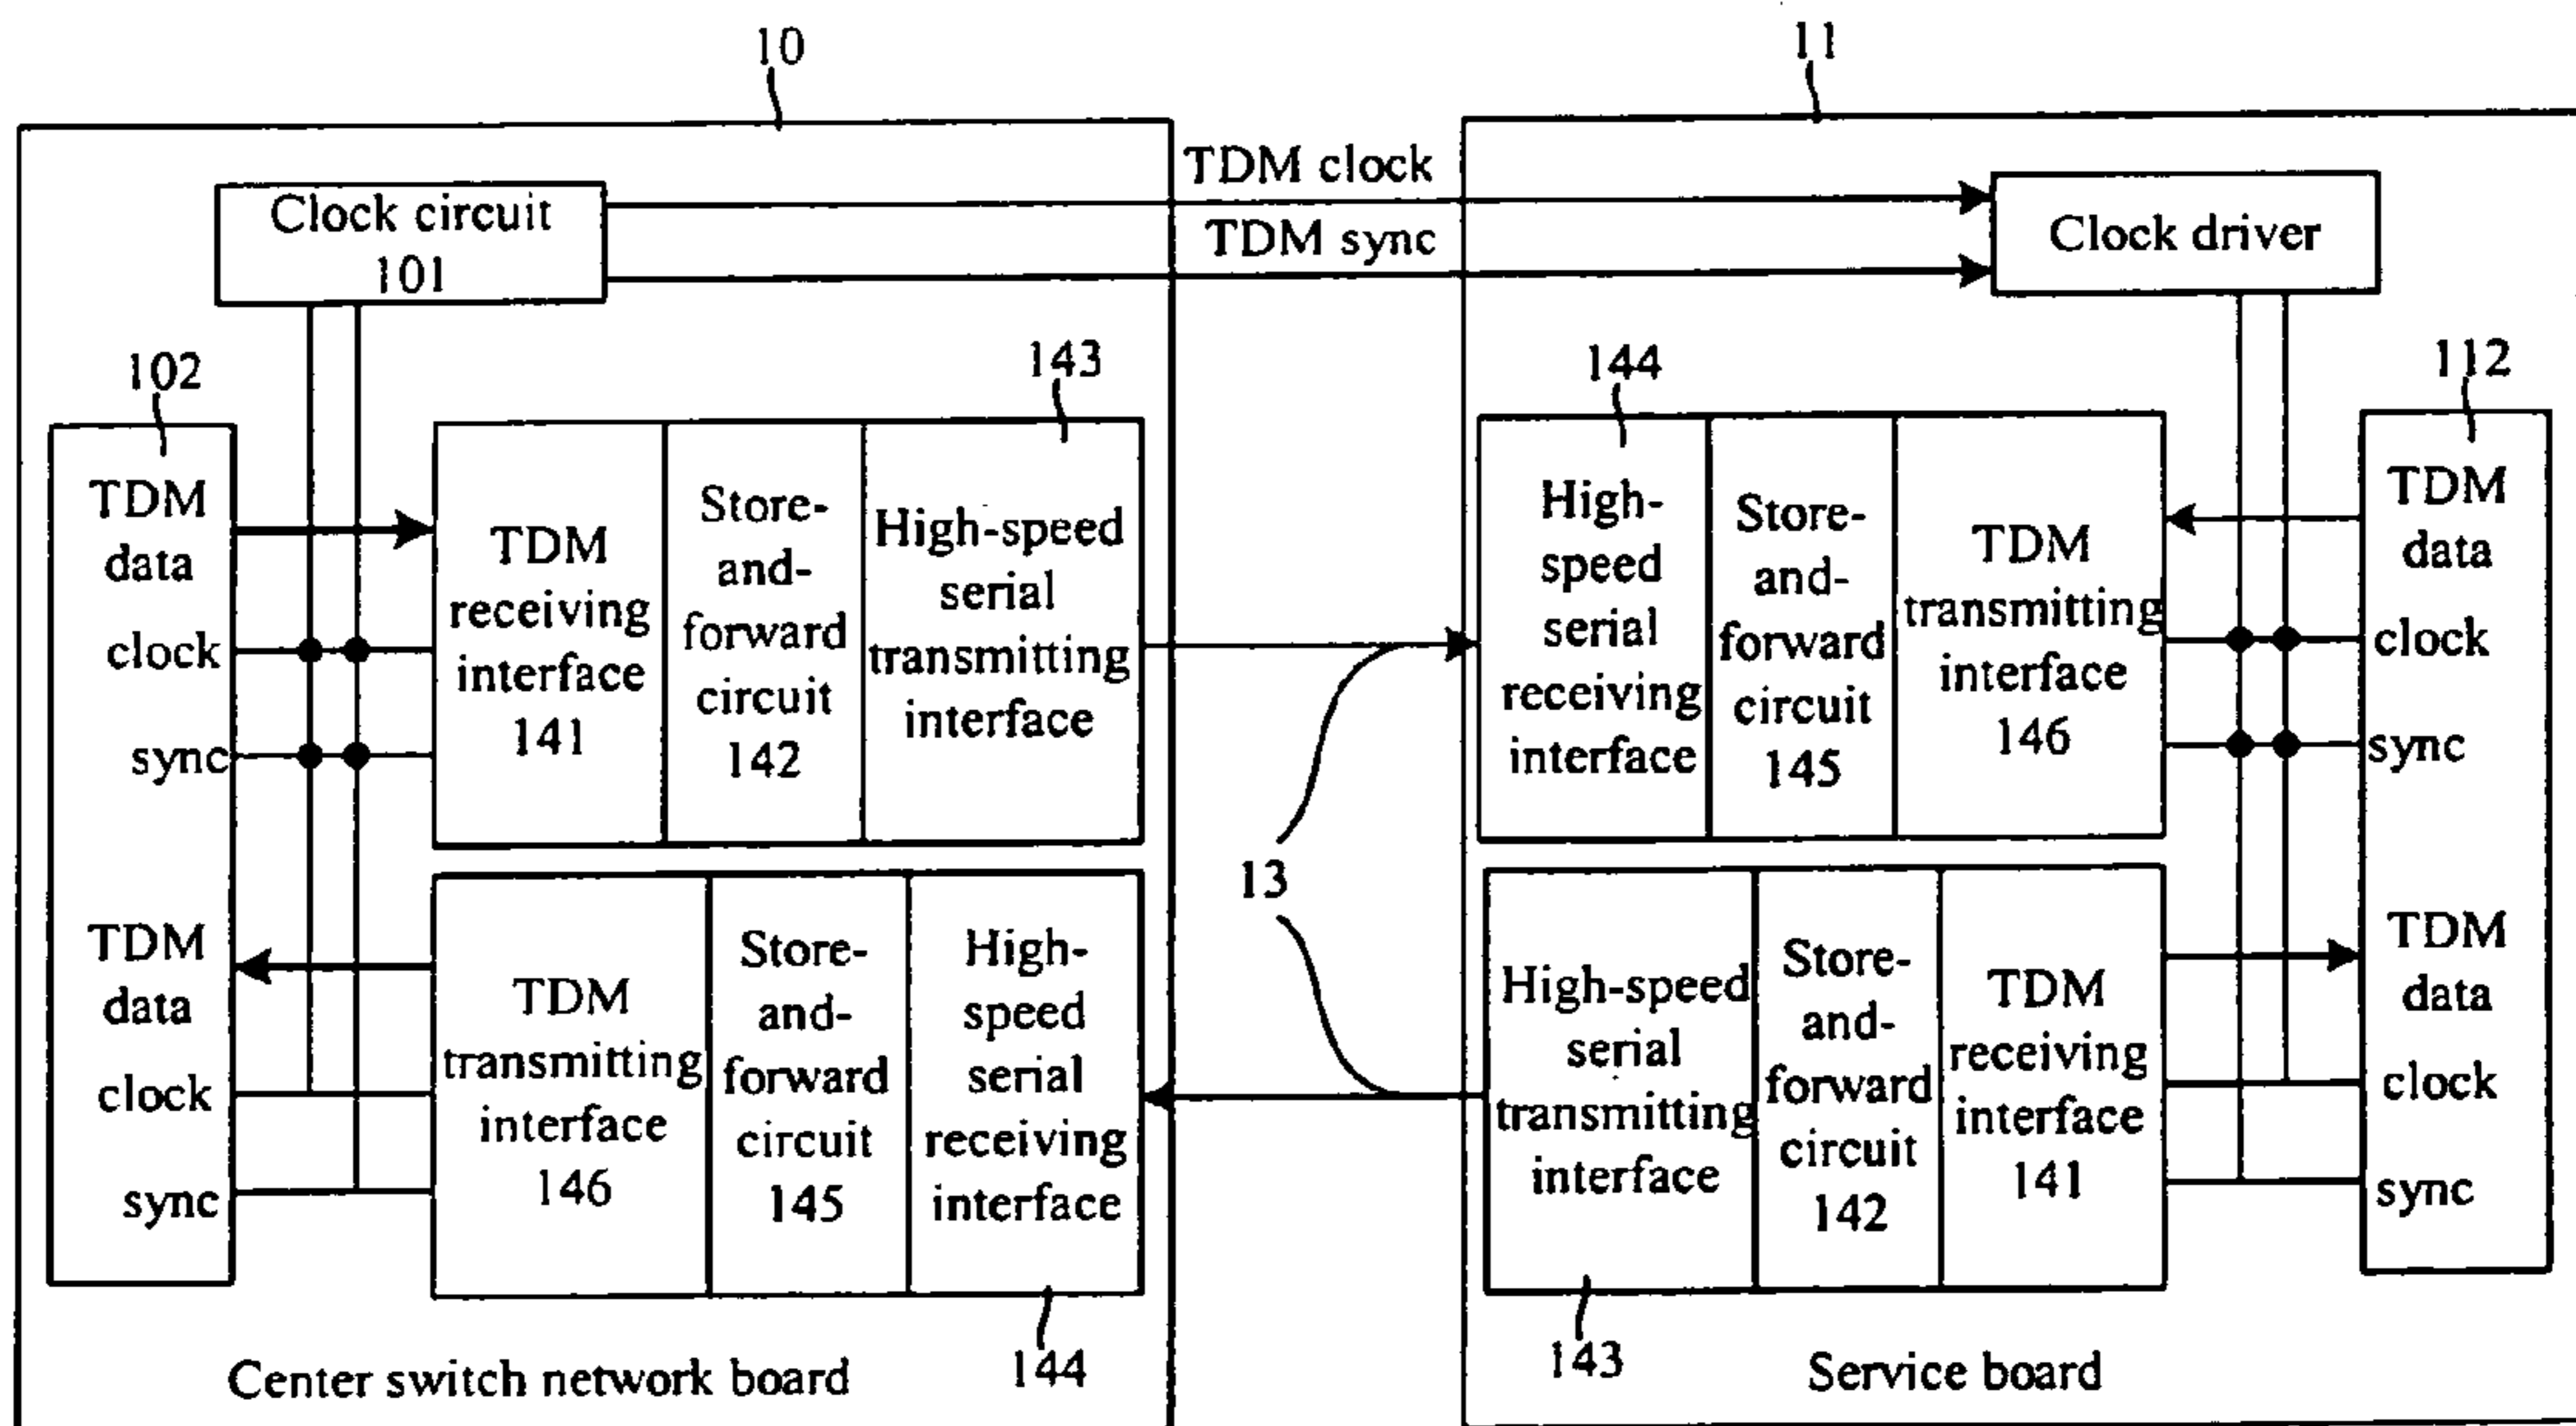 10
11
TDM clock
TDM sync
Clock circuit
101
Clock driver
102
143
144
112
TDM
data
clock
sync
TDM
receiving
interface
141
Store-
and-
forward
circuit
142
High-speed
serial
transmitting
interface
High-
speed
serial
receiving
interface
Store-
and-
forward
circuit
145
TDM
transmitting
interface
146
TDM
data
clock
sync
13
TDM
data
clock
sync
TDM
transmitting
interface
146
Store-
and-
forward
circuit
145
High-
speed
serial
receiving
interface
High-speed
serial
transmitting
interface
Store-
and-
forward
circuit
142
TDM
receiving
interface
141
TDM
data
clock
sync
144
143
Center switch network board
Service board